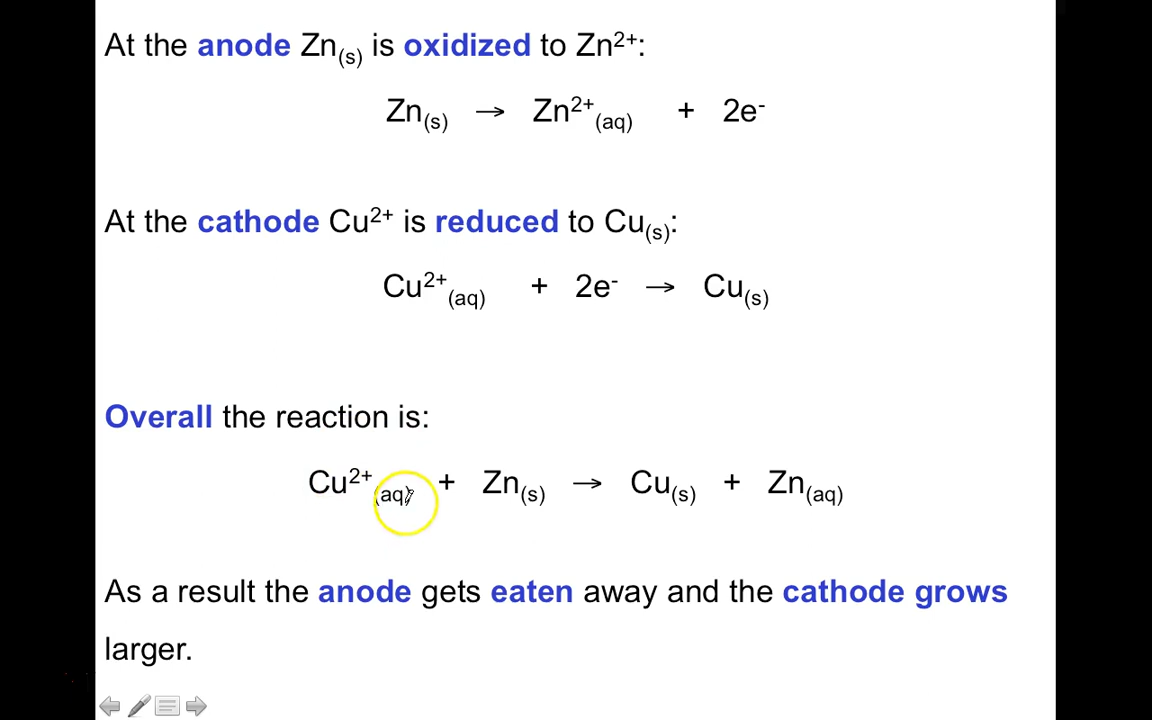 At the anode Zn(s) is oxidized to Zn²⁺:
Zn(s) → Zn²⁺(aq) + 2e⁻
At the cathode Cu²⁺ is reduced to Cu(s):
Cu²⁺(aq) + 2e⁻ → Cu(s)
Overall the reaction is:
Cu²⁺(aq) + Zn(s) → Cu(s) + Zn(aq)
As a result the anode gets eaten away and the cathode grows
larger.